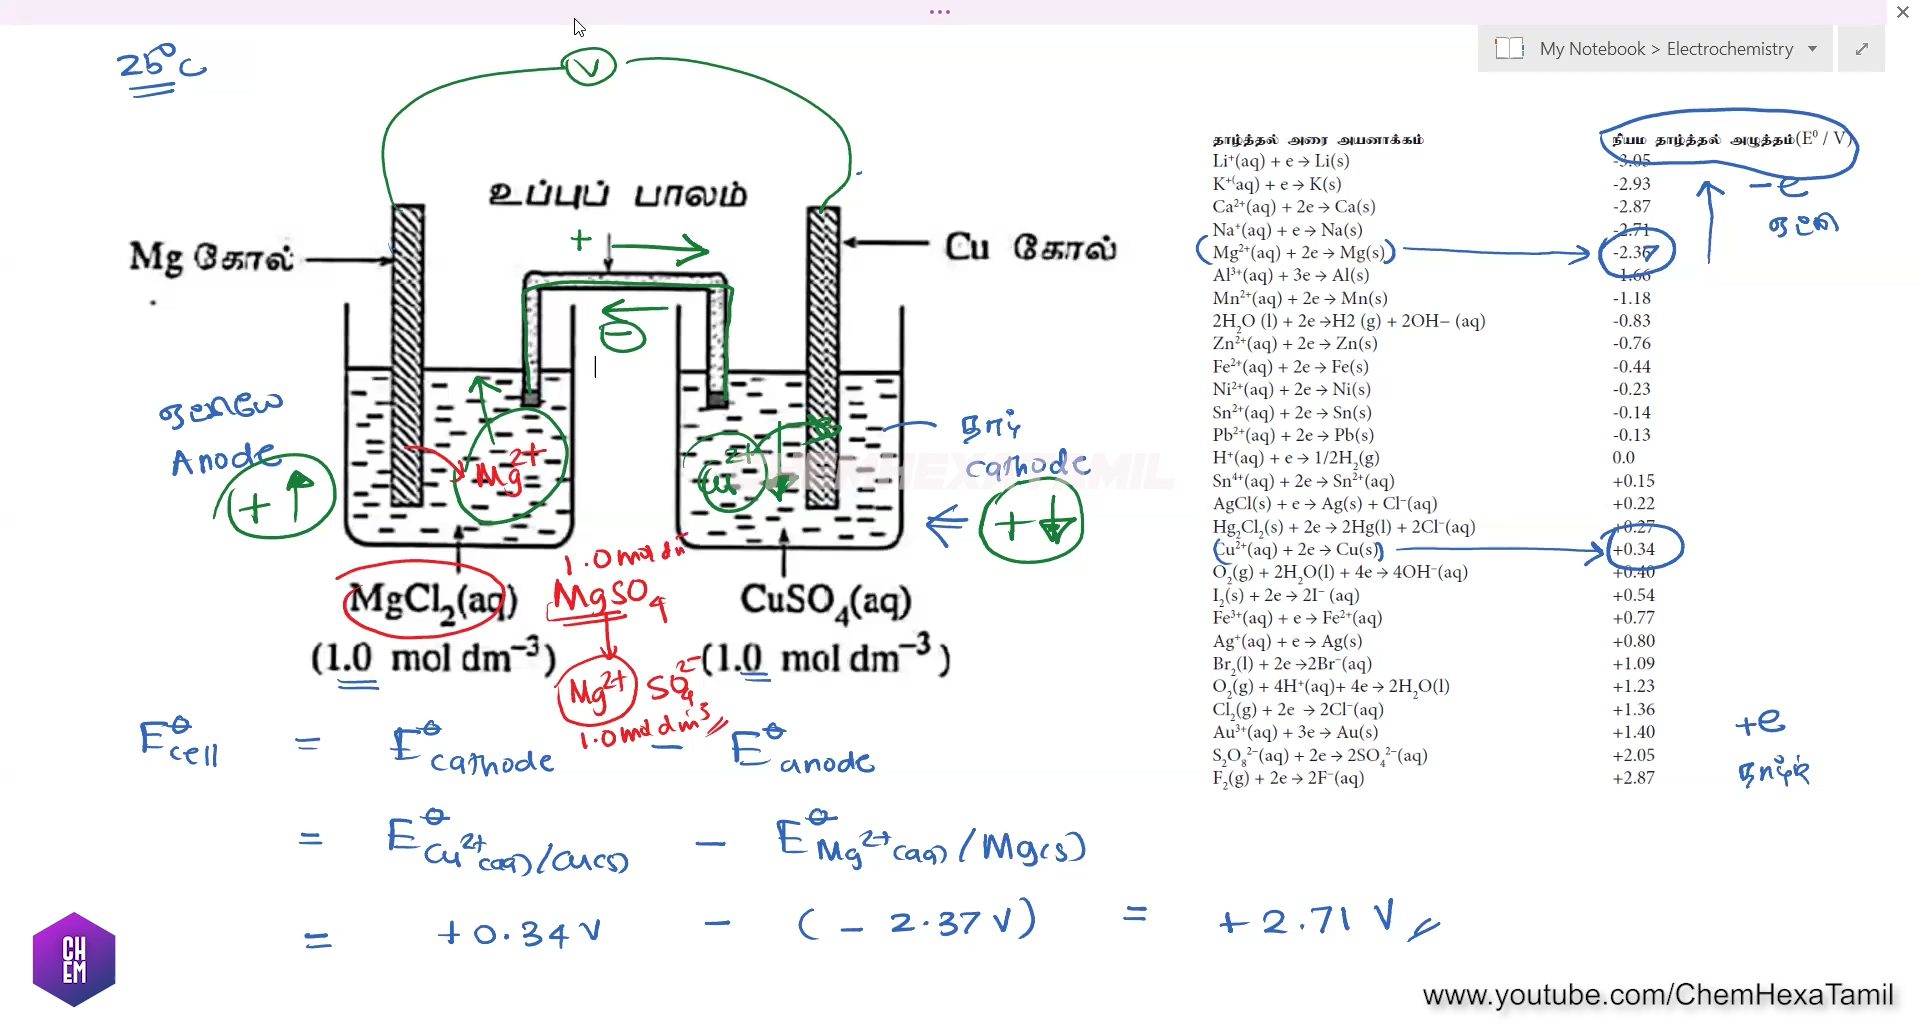 My Notebook > Electrochemistry
25°C
V
உப்புப் பாலம்
Mg கோல்
Cu கோல்
+
Anode
+
Mg²⁺
Cu²⁺
CHEMHEXATAMIL
cathode
+
1.0 mol dm⁻
MgCl₂(aq)
MgSO₄
CuSO₄(aq)
(1.0 mol dm⁻³)
(1.0 mol dm⁻³)
Mg²⁺ SO₄²⁻
1.0 mol dm⁻³
E⊖cell = E⊖cathode − E⊖anode
= E⊖Cu²⁺(aq)/Cu(s) − E⊖Mg²⁺(aq)/Mg(s)
= +0.34 V − (−2.37 V) = +2.71 V
தாழ்த்தல் அரை அயனாக்கம் நியம தாழ்த்தல் அழுத்தம்(E⁰ / V)
Li⁺(aq) + e → Li(s) -3.05
K⁺⁽aq) + e → K(s) -2.93
Ca²⁺(aq) + 2e → Ca(s) -2.87
Na⁺(aq) + e → Na(s) -2.71
Mg²⁺(aq) + 2e → Mg(s) -2.36 7
Al³⁺(aq) + 3e → Al(s) -1.66
Mn²⁺(aq) + 2e → Mn(s) -1.18
2H₂O (l) + 2e →H2 (g) + 2OH− (aq) -0.83
Zn²⁺(aq) + 2e → Zn(s) -0.76
Fe²⁺(aq) + 2e → Fe(s) -0.44
Ni²⁺(aq) + 2e → Ni(s) -0.23
Sn²⁺(aq) + 2e → Sn(s) -0.14
Pb²⁺(aq) + 2e → Pb(s) -0.13
H⁺(aq) + e → 1/2H₂(g) 0.0
Sn⁴⁺(aq) + 2e → Sn²⁺(aq) +0.15
AgCl(s) + e → Ag(s) + Cl⁻(aq) +0.22
Hg₂Cl₂(s) + 2e → 2Hg(l) + 2Cl⁻(aq) +0.27
Cu²⁺(aq) + 2e → Cu(s) +0.34
O₂(g) + 2H₂O(l) + 4e → 4OH⁻(aq) +0.40
I₂(s) + 2e → 2I⁻ (aq) +0.54
Fe³⁺(aq) + e → Fe²⁺(aq) +0.77
Ag⁺(aq) + e → Ag(s) +0.80
Br₂(l) + 2e →2Br⁻(aq) +1.09
O₂(g) + 4H⁺(aq)+ 4e → 2H₂O(l) +1.23
Cl₂(g) + 2e → 2Cl⁻(aq) +1.36
Au³⁺(aq) + 3e → Au(s) +1.40
S₂O₈²⁻(aq) + 2e → 2SO₄²⁻(aq) +2.05
F₂(g) + 2e → 2F⁻(aq) +2.87
−e
+e
CH
EM
www.youtube.com/ChemHexaTamil